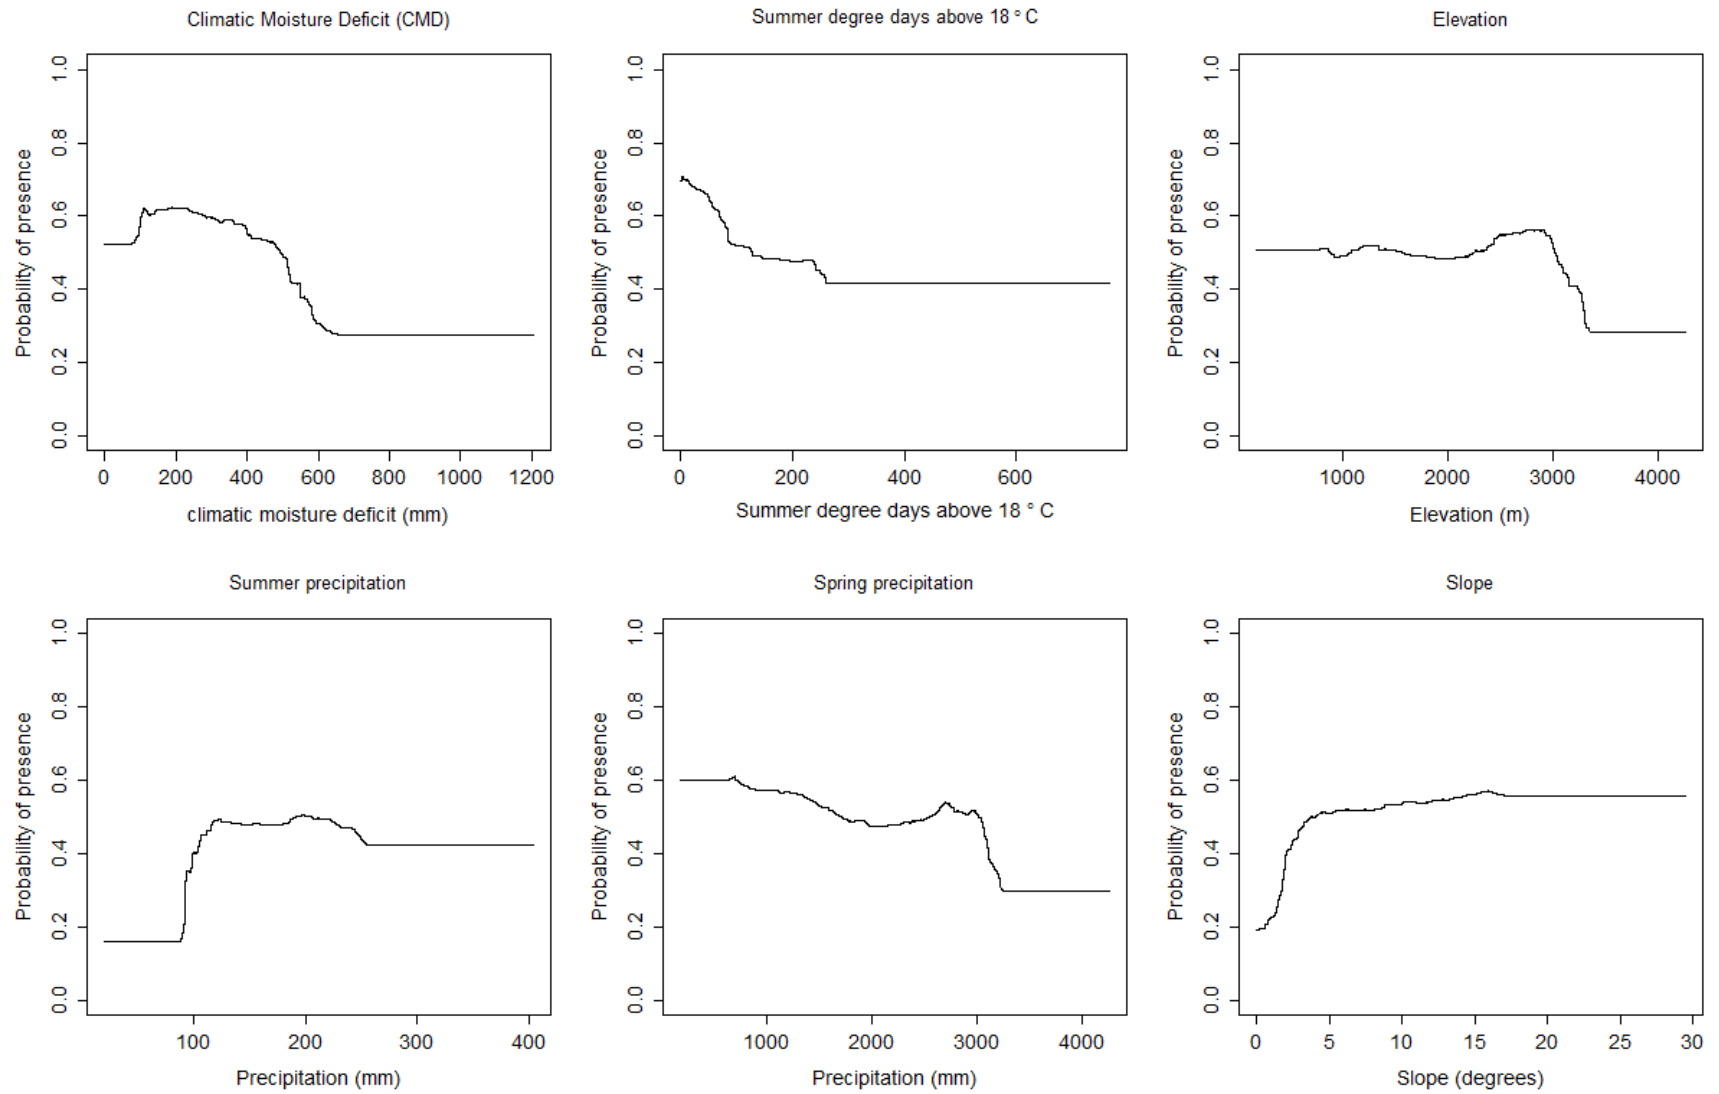 Climatic Moisture Deficit (CMD)
Probability of presence
0.0 0.2 0.4 0.6 0.8 1.0
0 200 400 600 800 1000 1200
climatic moisture deficit (mm)
Summer degree days above 18 ° C
Probability of presence
0.0 0.2 0.4 0.6 0.8 1.0
0 200 400 600
Summer degree days above 18 ° C
Elevation
Probability of presence
0.0 0.2 0.4 0.6 0.8 1.0
1000 2000 3000 4000
Elevation (m)
Summer precipitation
Probability of presence
0.0 0.2 0.4 0.6 0.8 1.0
100 200 300 400
Precipitation (mm)
Spring precipitation
Probability of presence
0.0 0.2 0.4 0.6 0.8 1.0
1000 2000 3000 4000
Precipitation (mm)
Slope
Probability of presence
0.0 0.2 0.4 0.6 0.8 1.0
0 5 10 15 20 25 30
Slope (degrees)